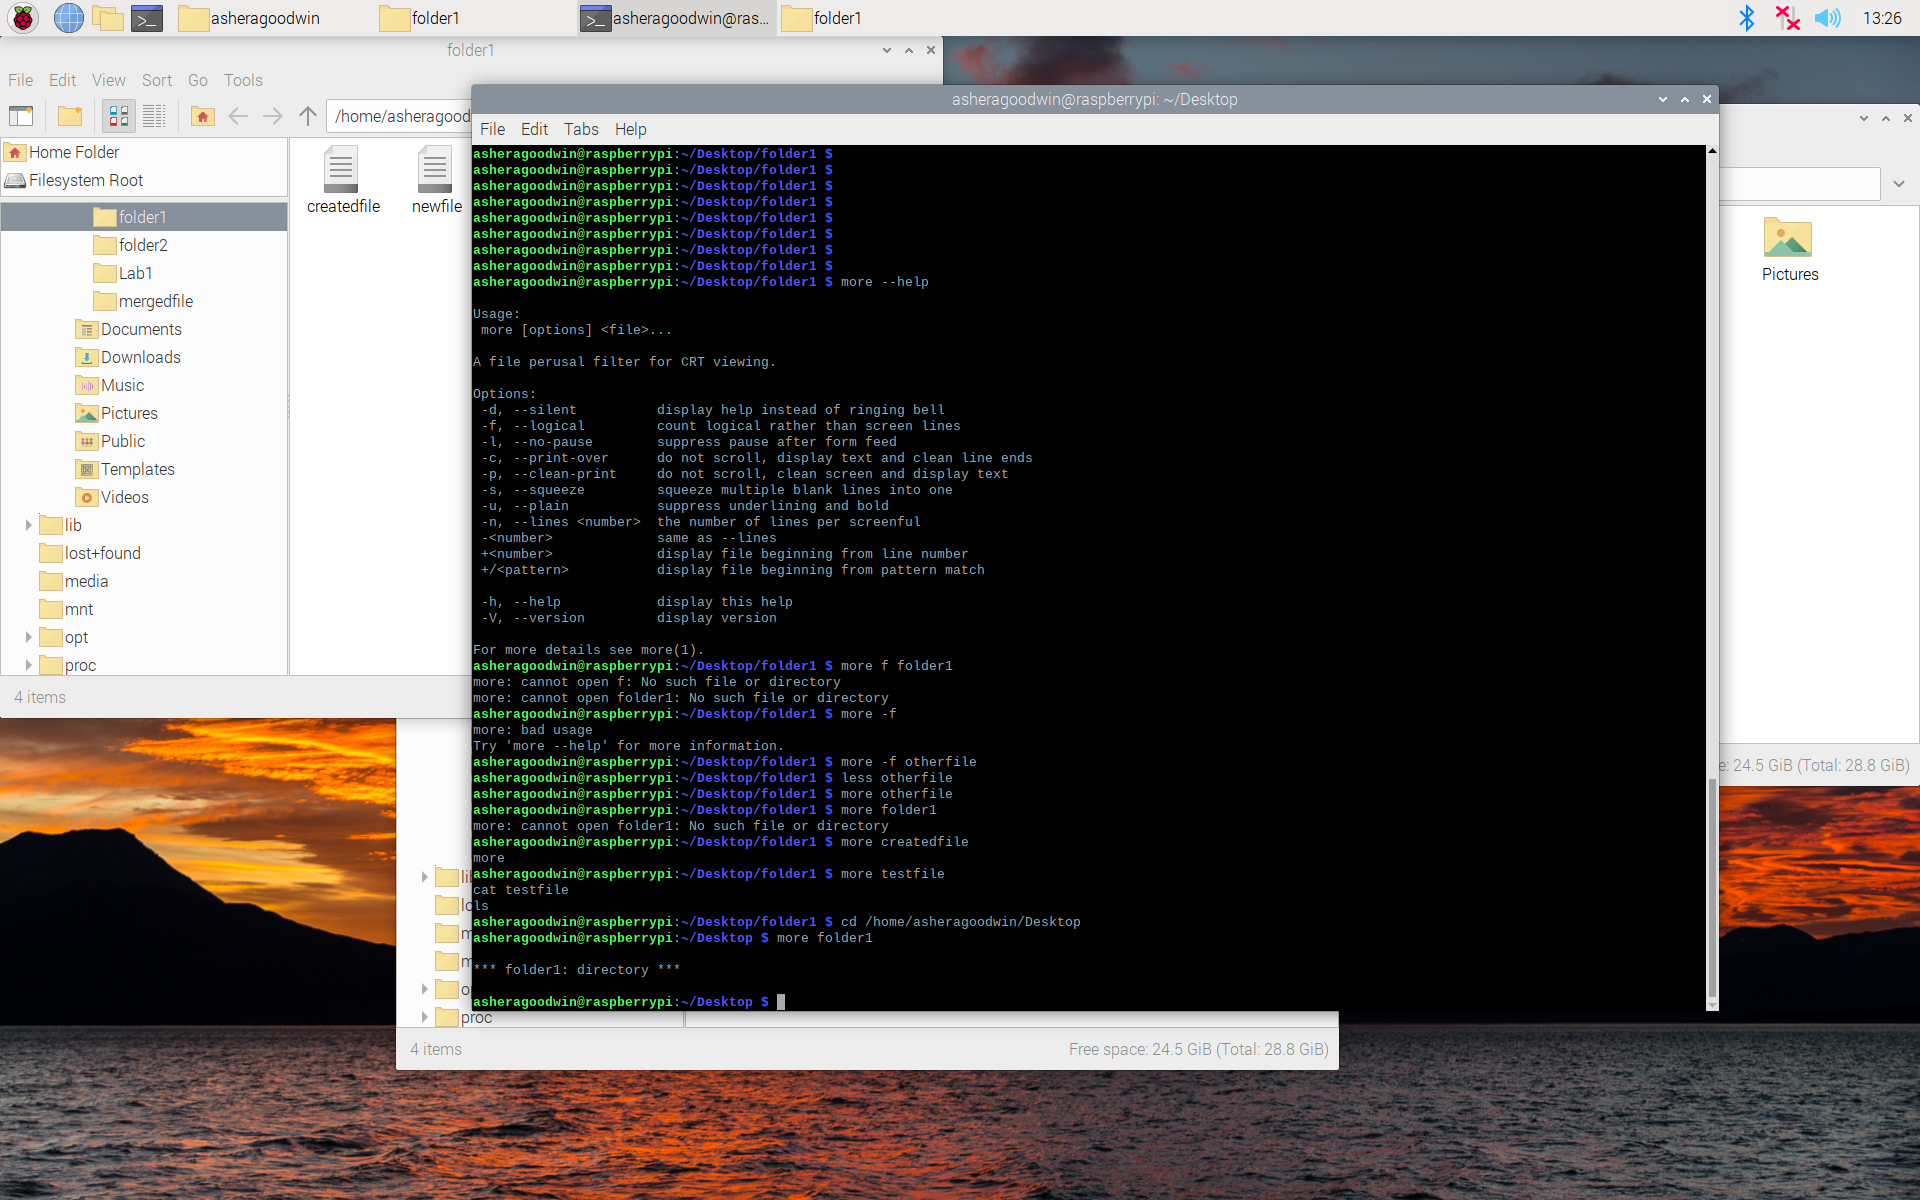 asheragoodwin
folder1
asheragoodwin@ras...
folder1
13:26
folder1
File Edit View Sort Go Tools
/home/asheragood
Home Folder
Filesystem Root
folder1
folder2
Lab1
mergedfile
Documents
Downloads
Music
Pictures
Public
Templates
Videos
lib
lost+found
media
mnt
opt
proc
createdfile
newfile
4 items
asheragoodwin@raspberrypi: ~/Desktop
File Edit Tabs Help
asheragoodwin@raspberrypi:~/Desktop/folder1 $
asheragoodwin@raspberrypi:~/Desktop/folder1 $
asheragoodwin@raspberrypi:~/Desktop/folder1 $
asheragoodwin@raspberrypi:~/Desktop/folder1 $
asheragoodwin@raspberrypi:~/Desktop/folder1 $
asheragoodwin@raspberrypi:~/Desktop/folder1 $
asheragoodwin@raspberrypi:~/Desktop/folder1 $
asheragoodwin@raspberrypi:~/Desktop/folder1 $
asheragoodwin@raspberrypi:~/Desktop/folder1 $ more --help
Usage:
more [options] <file>...
A file perusal filter for CRT viewing.
Options:
-d, --silent display help instead of ringing bell
-f, --logical count logical rather than screen lines
-l, --no-pause suppress pause after form feed
-c, --print-over do not scroll, display text and clean line ends
-p, --clean-print do not scroll, clean screen and display text
-s, --squeeze squeeze multiple blank lines into one
-u, --plain suppress underlining and bold
-n, --lines <number> the number of lines per screenful
-<number> same as --lines
+<number> display file beginning from line number
+/<pattern> display file beginning from pattern match
-h, --help display this help
-V, --version display version
For more details see more(1).
asheragoodwin@raspberrypi:~/Desktop/folder1 $ more f folder1
more: cannot open f: No such file or directory
more: cannot open folder1: No such file or directory
asheragoodwin@raspberrypi:~/Desktop/folder1 $ more -f
more: bad usage
Try 'more --help' for more information.
asheragoodwin@raspberrypi:~/Desktop/folder1 $ more -f otherfile
asheragoodwin@raspberrypi:~/Desktop/folder1 $ less otherfile
asheragoodwin@raspberrypi:~/Desktop/folder1 $ more otherfile
asheragoodwin@raspberrypi:~/Desktop/folder1 $ more folder1
more: cannot open folder1: No such file or directory
asheragoodwin@raspberrypi:~/Desktop/folder1 $ more createdfile
more
asheragoodwin@raspberrypi:~/Desktop/folder1 $ more testfile
cat testfile
ls
asheragoodwin@raspberrypi:~/Desktop/folder1 $ cd /home/asheragoodwin/Desktop
asheragoodwin@raspberrypi:~/Desktop $ more folder1
*** folder1: directory ***
asheragoodwin@raspberrypi:~/Desktop $
Pictures
e: 24.5 GiB (Total: 28.8 GiB)
proc
4 items
Free space: 24.5 GiB (Total: 28.8 GiB)